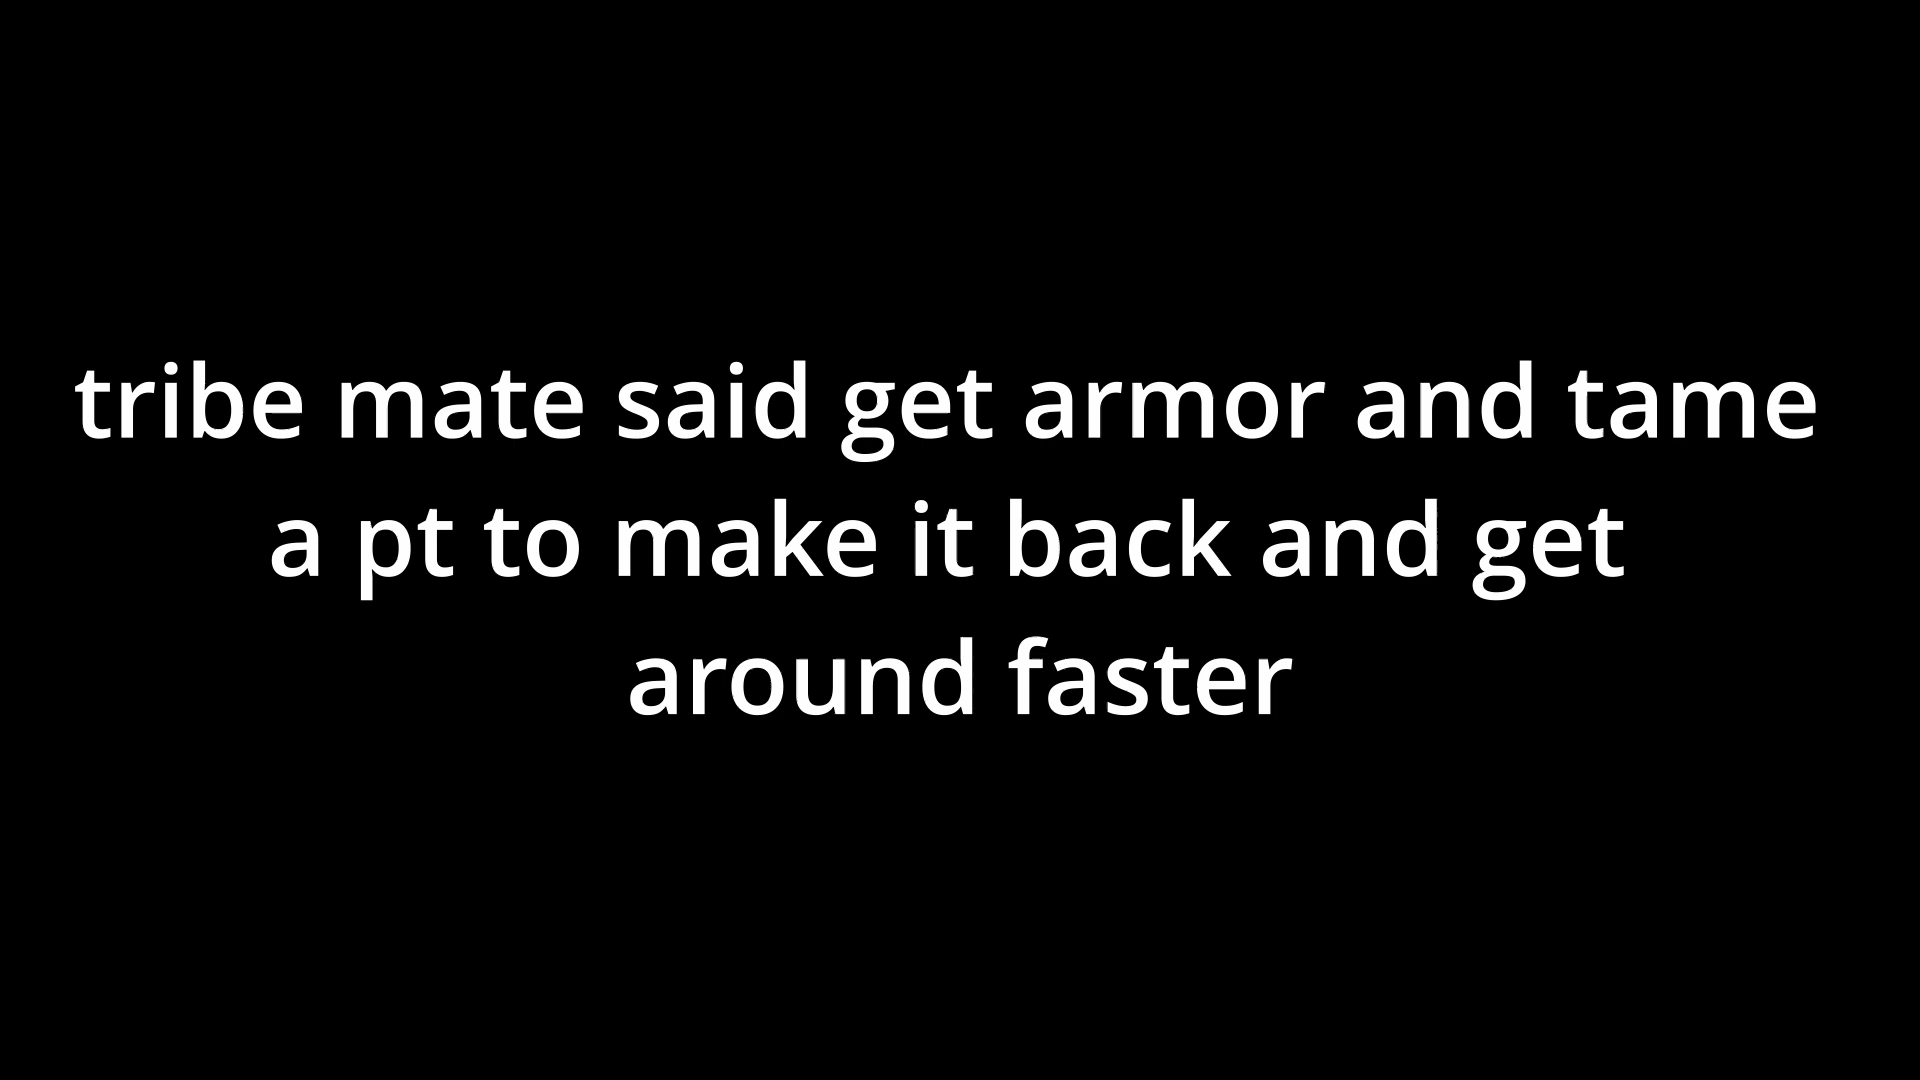 tribe mate said get armor and tame
a pt to make it back and get
around faster